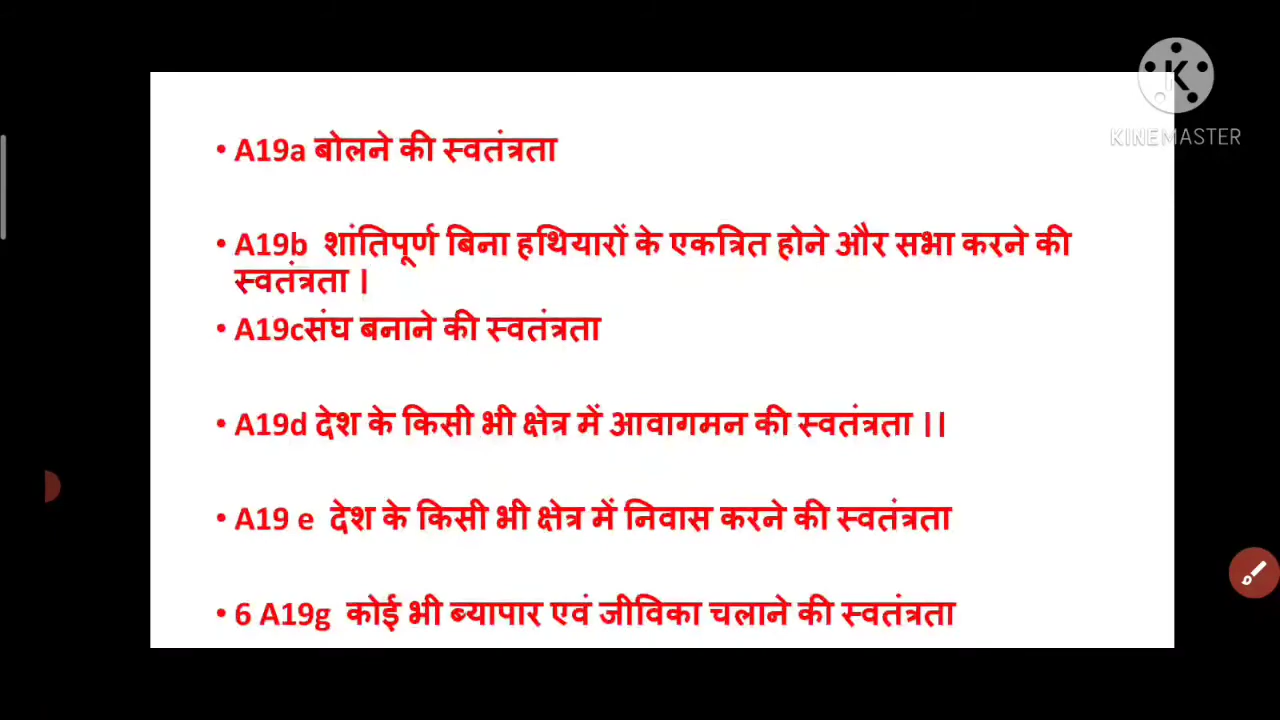 KINEMASTER
• A19a बोलने की स्वतंत्रता
• A19b शांतिपूर्ण बिना हथियारों के एकत्रित होने और सभा करने की
स्वतंत्रता ।
• A19cसंघ बनाने की स्वतंत्रता
• A19d देश के किसी भी क्षेत्र में आवागमन की स्वतंत्रता ।।
• A19 e देश के किसी भी क्षेत्र में निवास करने की स्वतंत्रता
• 6 A19g कोई भी ब्यापार एवं जीविका चलाने की स्वतंत्रता